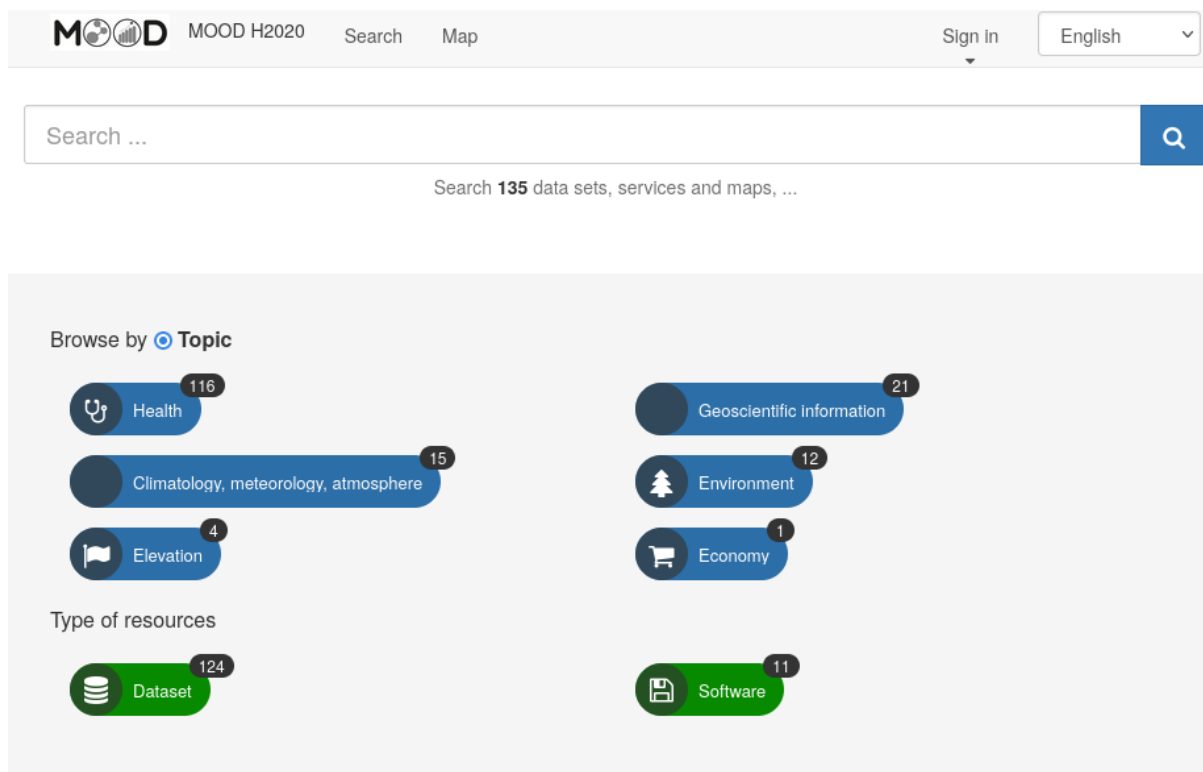 MOOD MOOD H2020 Search Map Sign in English
Search ...
Search 135 data sets, services and maps, ...
Browse by Topic
116
Health
21
Geoscientific information
15
Climatology, meteorology, atmosphere
12
Environment
4
Elevation
1
Economy
Type of resources
124
Dataset
11
Software